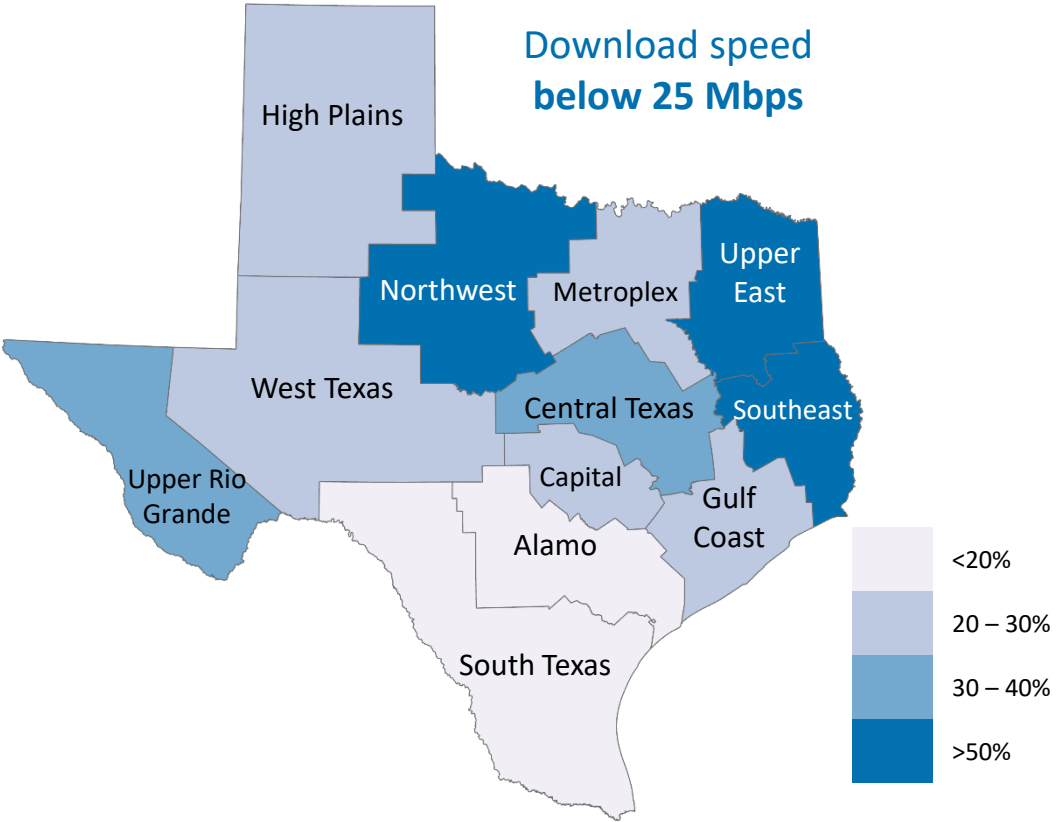 Download speed
below 25 Mbps
High Plains
Northwest
Metroplex
Upper
East
West Texas
Central Texas
Southeast
Upper Rio
Grande
Capital
Gulf
Coast
Alamo
South Texas
<20%
20 – 30%
30 – 40%
>50%